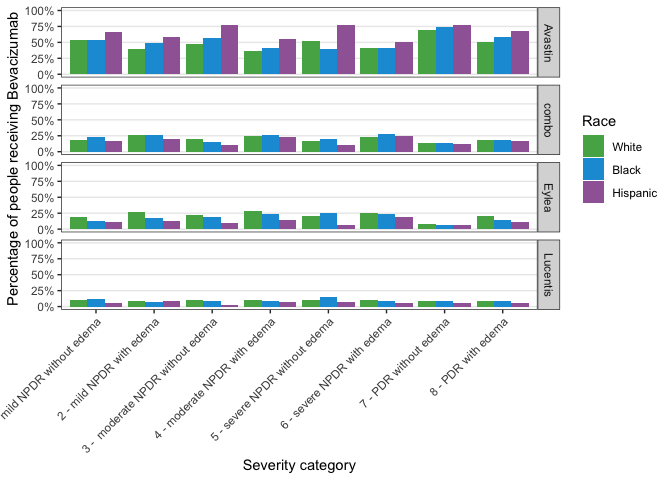 Percentage of people receiving Bevacizumab
100%
75%
50%
25%
0%
Avastin
100%
75%
50%
25%
0%
combo
100%
75%
50%
25%
0%
Eylea
100%
75%
50%
25%
0%
Lucentis
mild NPDR without edema
2 - mild NPDR with edema
3 -  moderate NPDR without edema
4 - moderate NPDR with edema
5 - severe NPDR without edema
6 - severe NPDR with edema
7 - PDR without edema
8 - PDR with edema
Severity category
Race
White
Black
Hispanic